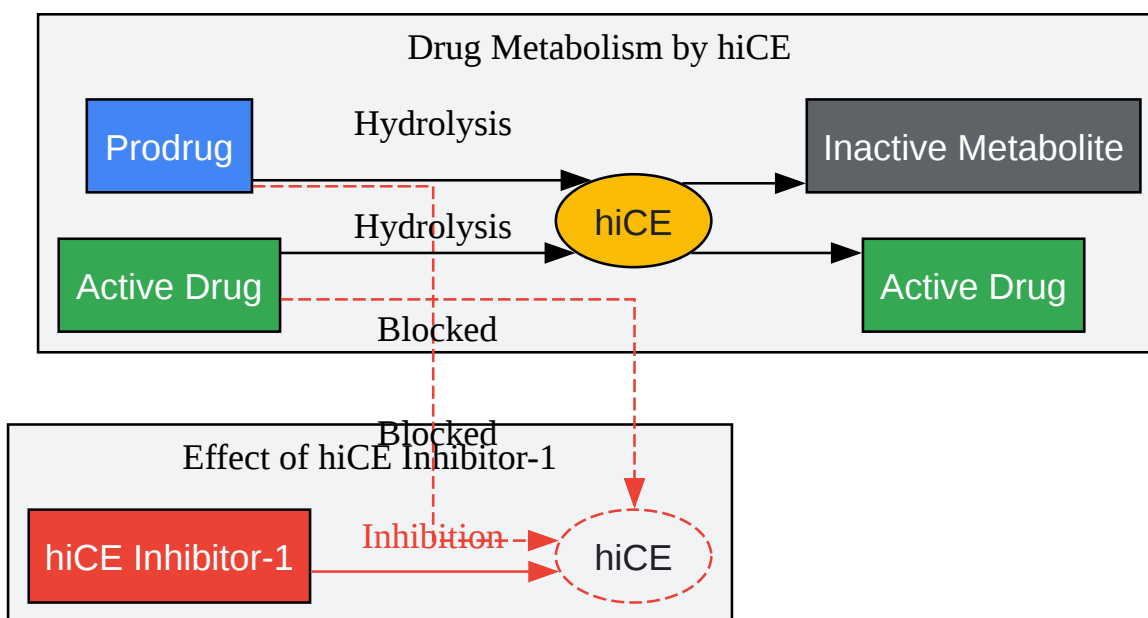 Drug Metabolism by hiCE
Prodrug
Hydrolysis
Inactive Metabolite
hiCE
Hydrolysis
Active Drug
Active Drug
Blocked
Blocked
Effect of hiCE Inhibitor-1
hiCE Inhibitor-1
Inhibition
hiCE